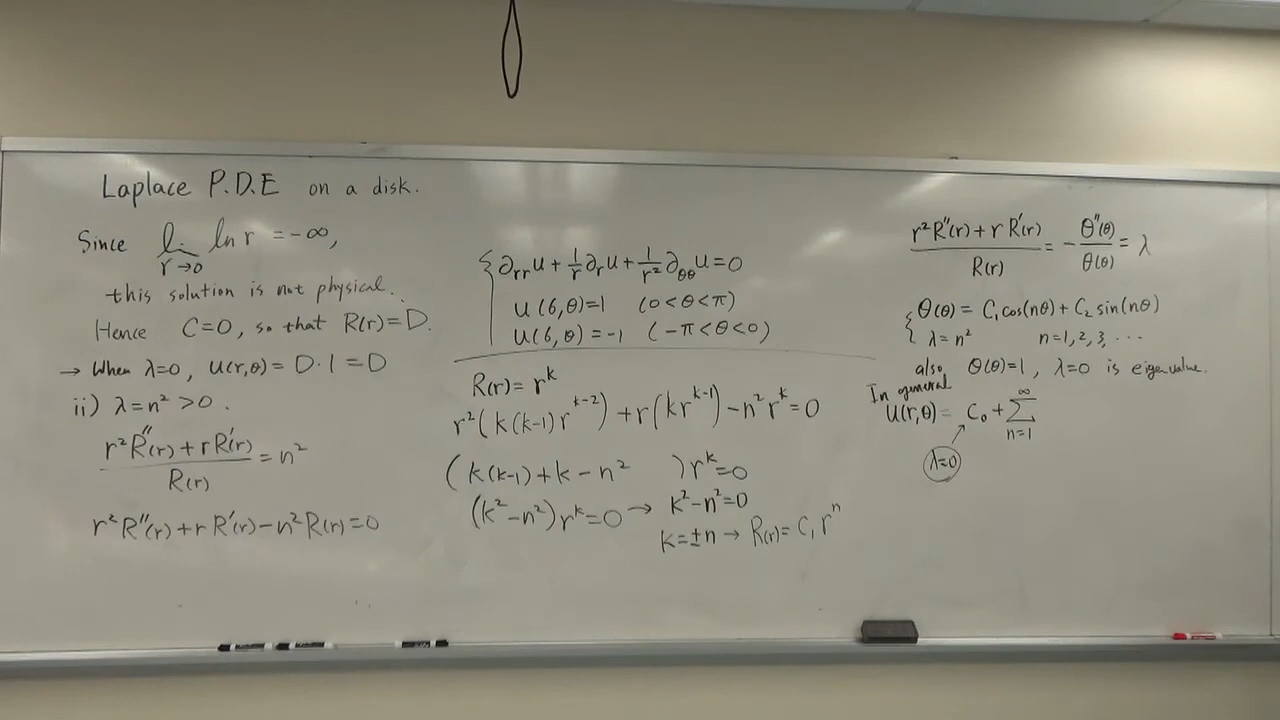 Laplace P.D.E on a disk.
Since lim r→0 ln r = -∞,
this solution is not physical.
Hence C=0, so that R(r)=D.
→ When λ=0, u(r,θ) = D·1 = D
ii) λ=n² >0.
(r²R''(r) + rR'(r))/R(r) = n²
r²R''(r) + rR'(r) - n²R(r) = 0
{ ∂rr u + 1/r ∂r u + 1/r² ∂θθ u = 0
u(6,θ)=1 (0<θ<π)
u(6,θ)=-1 (-π<θ<0)
R(r) = r^k
r²(k(k-1)r^(k-2)) + r(kr^(k-1)) - n²r^k = 0
(k(k-1)+k-n² )r^k=0
(k²-n²)r^k=0 → k²-n²=0
k=±n → R(r) = C₁r^n
(r²R''(r) + rR'(r))/R(r) = -Θ''(θ)/Θ(θ) = λ
{ Θ(θ) = C₁cos(nθ) + C₂sin(nθ)
λ=n² n=1,2,3,···
also, Θ(θ)=1, λ=0 is eigenvalue.
In general
u(r,θ) = C₀ + ∑ n=1 ∞
λ=0